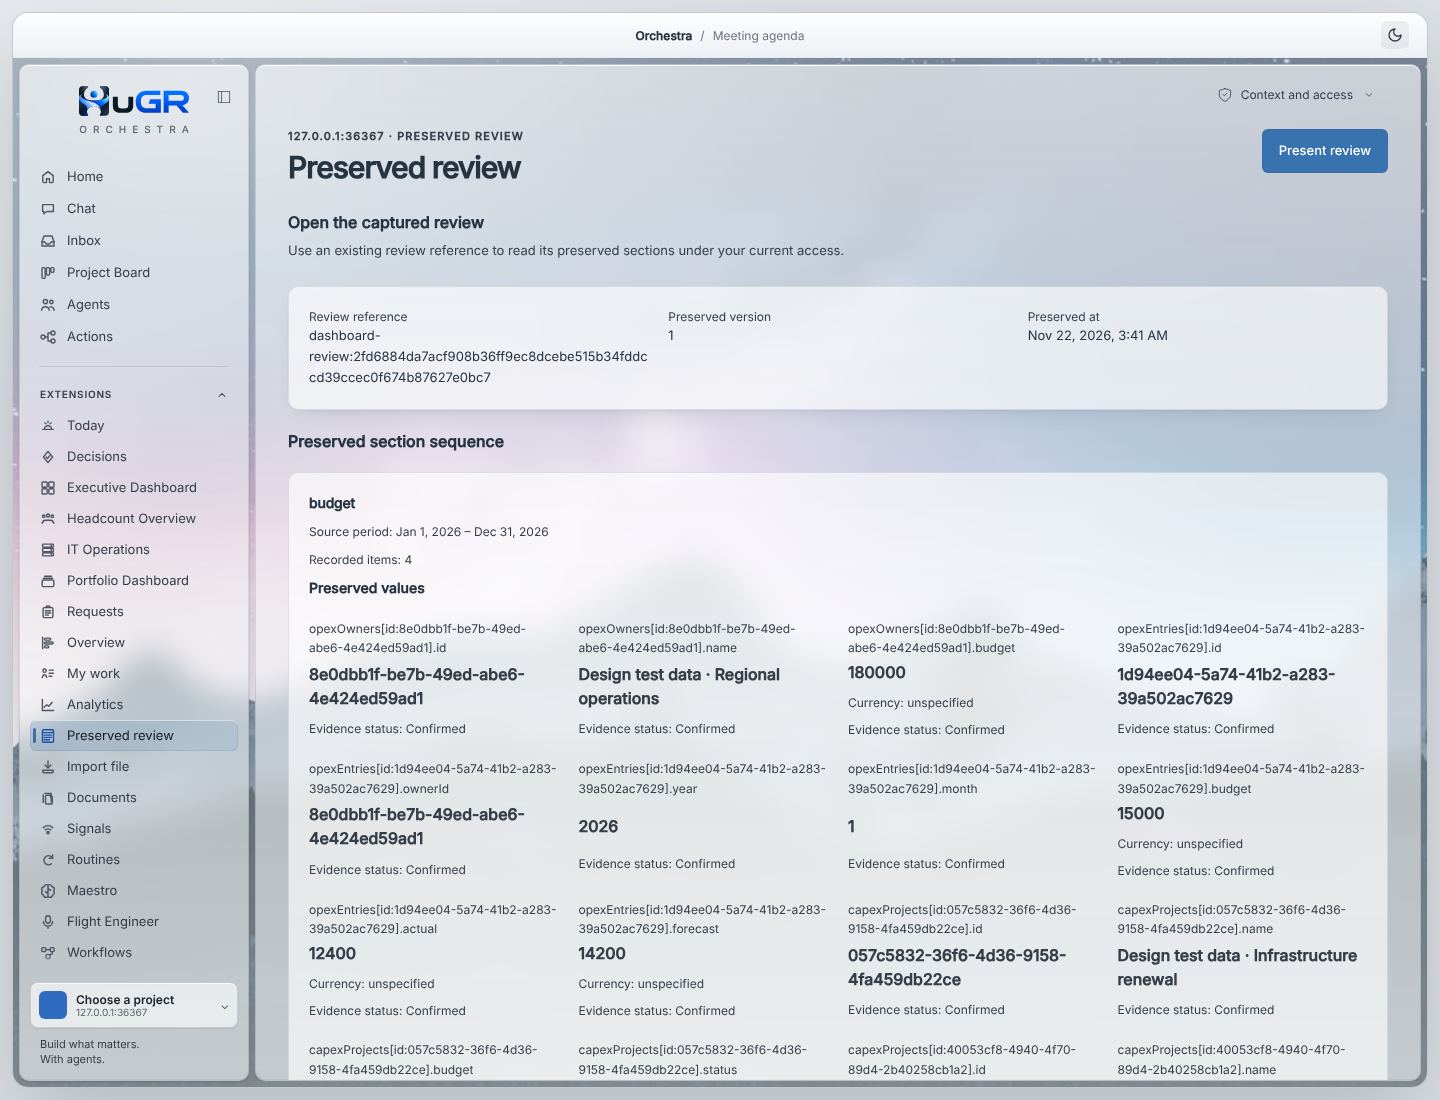 Orchestra / Meeting agenda
HuGR
ORCHESTRA
Home
Chat
Inbox
Project Board
Agents
Actions
EXTENSIONS
Today
Decisions
Executive Dashboard
Headcount Overview
IT Operations
Portfolio Dashboard
Requests
Overview
My work
Analytics
Preserved review
Import file
Documents
Signals
Routines
Maestro
Flight Engineer
Workflows
Choose a project
127.0.0.1:36367
Build what matters.
With agents.
Context and access
127.0.0.1:36367 · PRESERVED REVIEW
Preserved review
Present review
Open the captured review
Use an existing review reference to read its preserved sections under your current access.
Review reference
dashboard-
review:2fd6884da7acf908b36ff9ec8dcebe515b34fddc
cd39ccec0f674b87627e0bc7
Preserved version
1
Preserved at
Nov 22, 2026, 3:41 AM
Preserved section sequence
budget
Source period: Jan 1, 2026 – Dec 31, 2026
Recorded items: 4
Preserved values
opexOwners[id:8e0dbb1f-be7b-49ed-
abe6-4e424ed59ad1].id
8e0dbb1f-be7b-49ed-abe6-
4e424ed59ad1
Evidence status: Confirmed
opexOwners[id:8e0dbb1f-be7b-49ed-
abe6-4e424ed59ad1].name
Design test data · Regional
operations
Evidence status: Confirmed
opexOwners[id:8e0dbb1f-be7b-49ed-
abe6-4e424ed59ad1].budget
180000
Currency: unspecified
Evidence status: Confirmed
opexEntries[id:1d94ee04-5a74-41b2-a283-
39a502ac7629].id
1d94ee04-5a74-41b2-a283-
39a502ac7629
Evidence status: Confirmed
opexEntries[id:1d94ee04-5a74-41b2-a283-
39a502ac7629].ownerId
8e0dbb1f-be7b-49ed-abe6-
4e424ed59ad1
Evidence status: Confirmed
opexEntries[id:1d94ee04-5a74-41b2-a283-
39a502ac7629].year
2026
Evidence status: Confirmed
opexEntries[id:1d94ee04-5a74-41b2-a283-
39a502ac7629].month
1
Evidence status: Confirmed
opexEntries[id:1d94ee04-5a74-41b2-a283-
39a502ac7629].budget
15000
Currency: unspecified
Evidence status: Confirmed
opexEntries[id:1d94ee04-5a74-41b2-a283-
39a502ac7629].actual
12400
Currency: unspecified
Evidence status: Confirmed
opexEntries[id:1d94ee04-5a74-41b2-a283-
39a502ac7629].forecast
14200
Currency: unspecified
Evidence status: Confirmed
capexProjects[id:057c5832-36f6-4d36-
9158-4fa459db22ce].id
057c5832-36f6-4d36-9158-
4fa459db22ce
Evidence status: Confirmed
capexProjects[id:057c5832-36f6-4d36-
9158-4fa459db22ce].name
Design test data · Infrastructure
renewal
Evidence status: Confirmed
capexProjects[id:057c5832-36f6-4d36-
9158-4fa459db22ce].budget
capexProjects[id:057c5832-36f6-4d36-
9158-4fa459db22ce].status
capexProjects[id:40053cf8-4940-4f70-
89d4-2b40258cb1a2].id
capexProjects[id:40053cf8-4940-4f70-
89d4-2b40258cb1a2].name